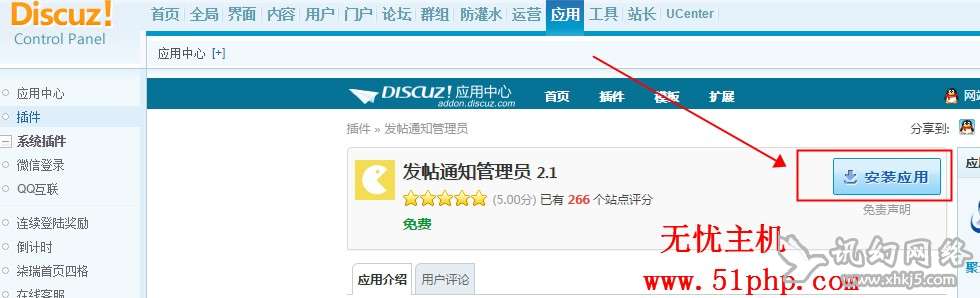 Discuz!
Control Panel
首页 全局 界面 内容 用户 门户 论坛 群组 防灌水 运营 应用 工具 站长 UCenter
应用中心 [+]
应用中心
插件
系统插件
微信登录
QQ互联
连续登陆奖励
倒计时
柒瑞首页四格
在线客服
DISCUZ! 应用中心
addon.discuz.com
首页 插件 模板 扩展
插件 » 发帖通知管理员
分享到:
发帖通知管理员 2.1
(5.00分) 已有 266 个站点评分
免费
安装应用
免责声明
无忧主机
www.51php.com
讯幻网络
www.xhkj5.com
应用介绍 用户评论